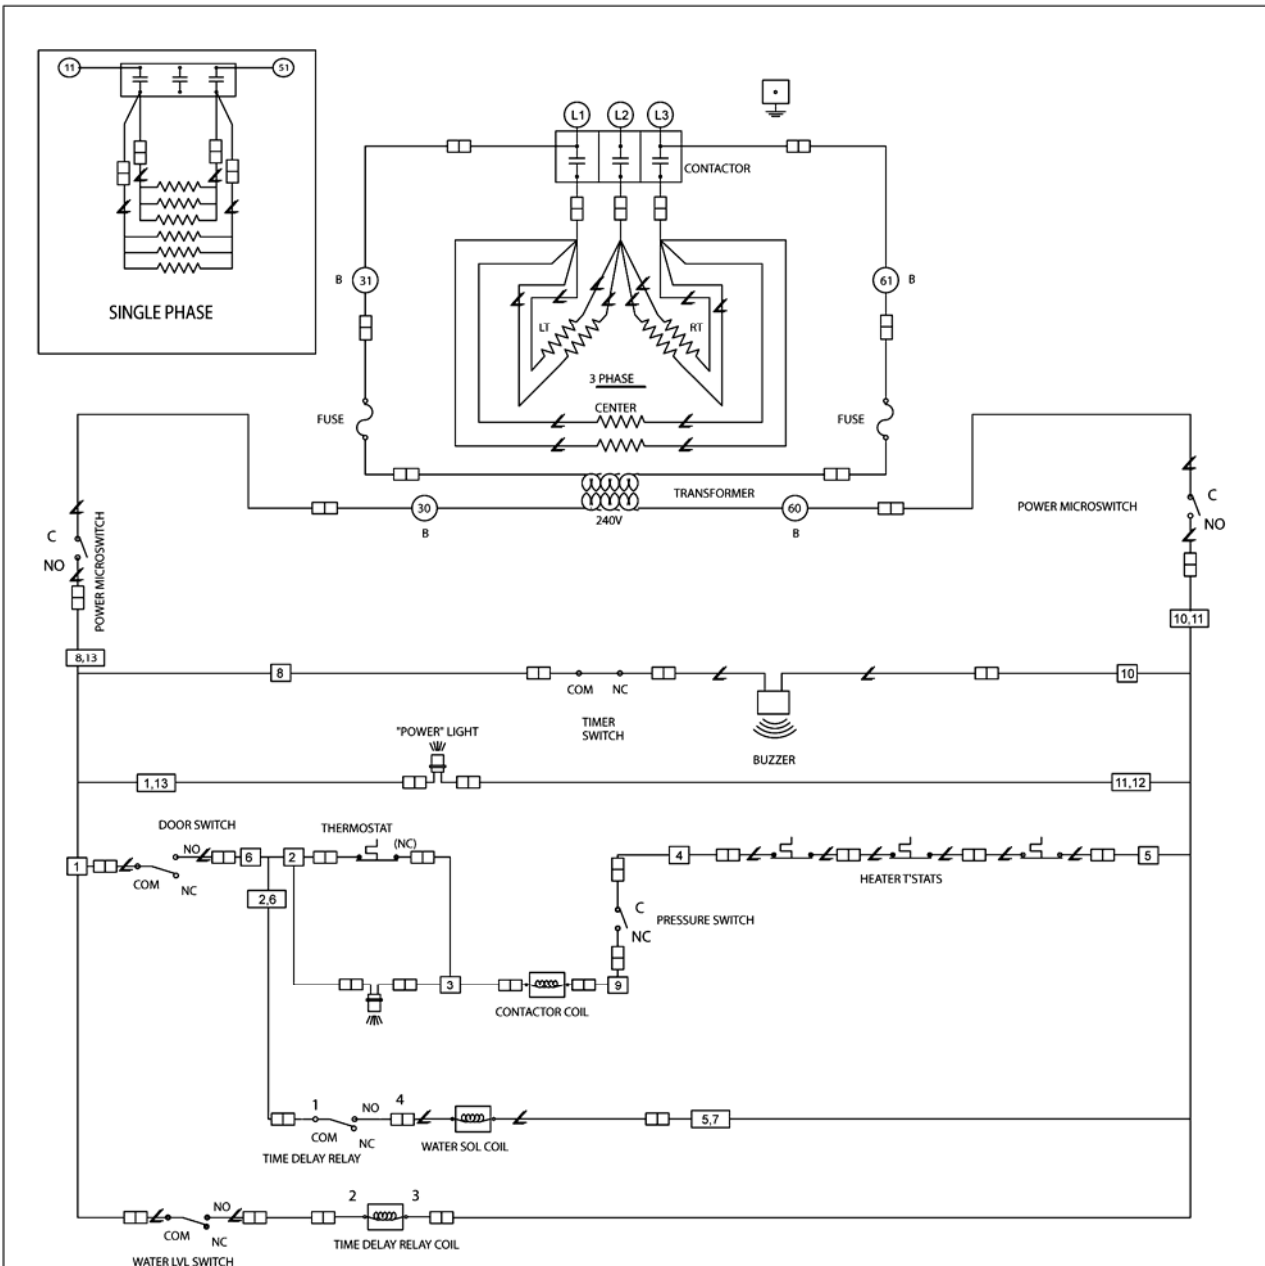 11
51
SINGLE PHASE
L1 L2 L3
CONTACTOR
B 31
61 B
LT RT
3 PHASE
CENTER
FUSE
FUSE
TRANSFORMER
240V
30
B
60
B
C
NO
POWER MICROSWITCH
POWER MICROSWITCH
C
NO
8,13
10,11
8
COM NC
TIMER
SWITCH
BUZZER
10
"POWER" LIGHT
1,13
11,12
DOOR SWITCH
1
COM
NO
NC
6
2
THERMOSTAT
(NC)
2,6
3
CONTACTOR COIL
9
C
NC
PRESSURE SWITCH
4
HEATER T'STATS
5
1
COM
NO
NC
4
TIME DELAY RELAY
WATER SOL COIL
5,7
COM
NO
NC
WATER LVL SWITCH
2 3
TIME DELAY RELAY COIL